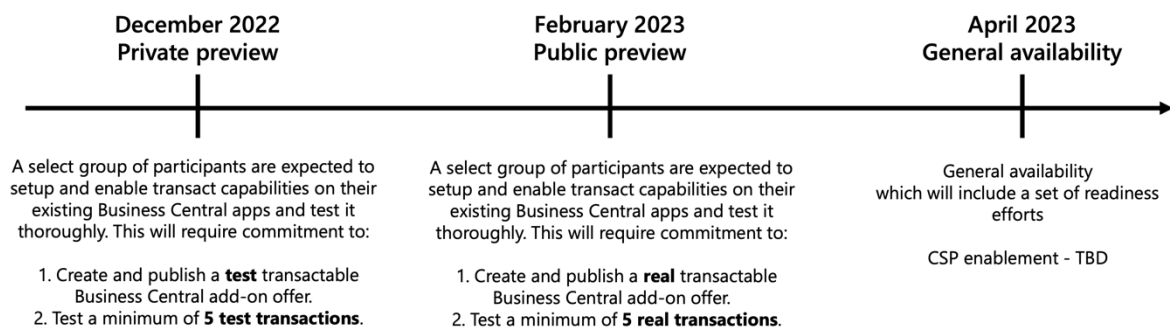 December 2022
Private preview
A select group of participants are expected to
setup and enable transact capabilities on their
existing Business Central apps and test it
thoroughly. This will require commitment to:
1. Create and publish a test transactable
Business Central add-on offer.
2. Test a minimum of 5 test transactions.
February 2023
Public preview
A select group of participants are expected to
setup and enable transact capabilities on their
existing Business Central apps and test it
thoroughly. This will require commitment to:
1. Create and publish a real transactable
Business Central add-on offer.
2. Test a minimum of 5 real transactions.
April 2023
General availability
General availability
which will include a set of readiness
efforts
CSP enablement - TBD